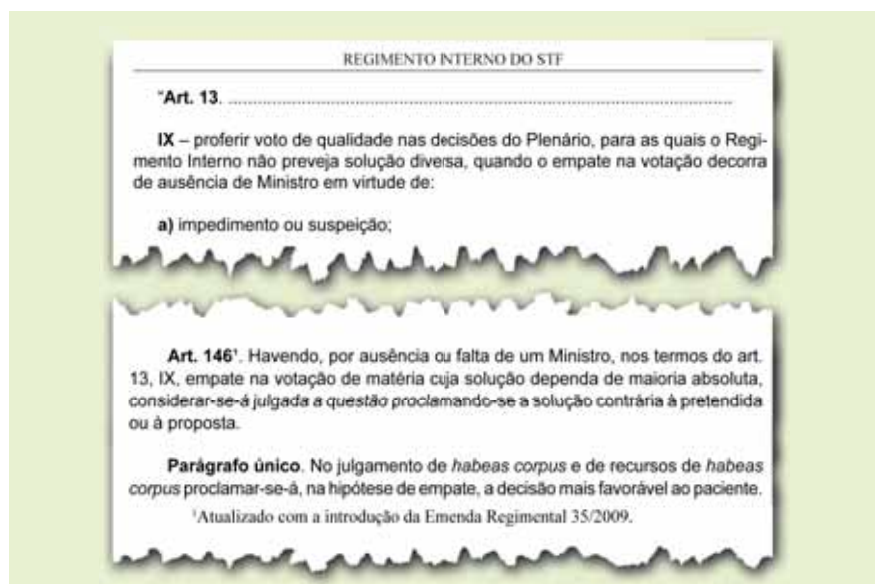 REGIMENTO NTERNO DO STF
"Art. 13. ................................................................................
IX – proferir voto de qualidade nas decisões do Plenário, para as quais o Regi-
mento Interno não preveja solução diversa, quando o empate na votação decorra
de ausência de Ministro em virtude de:
a) impedimento ou suspeição;
Art. 146¹. Havendo, por ausência ou falta de um Ministro, nos termos do art.
13, IX, empate na votação de matéria cuja solução dependa de maioria absoluta,
considerar-se-á julgada a questão proclamando-se a solução contrária à pretendida
ou à proposta.
Parágrafo único. No julgamento de habeas corpus e de recursos de habeas
corpus proclamar-se-á, na hipótese de empate, a decisão mais favorável ao paciente.
¹Atualizado com a introdução da Emenda Regimental 35/2009.